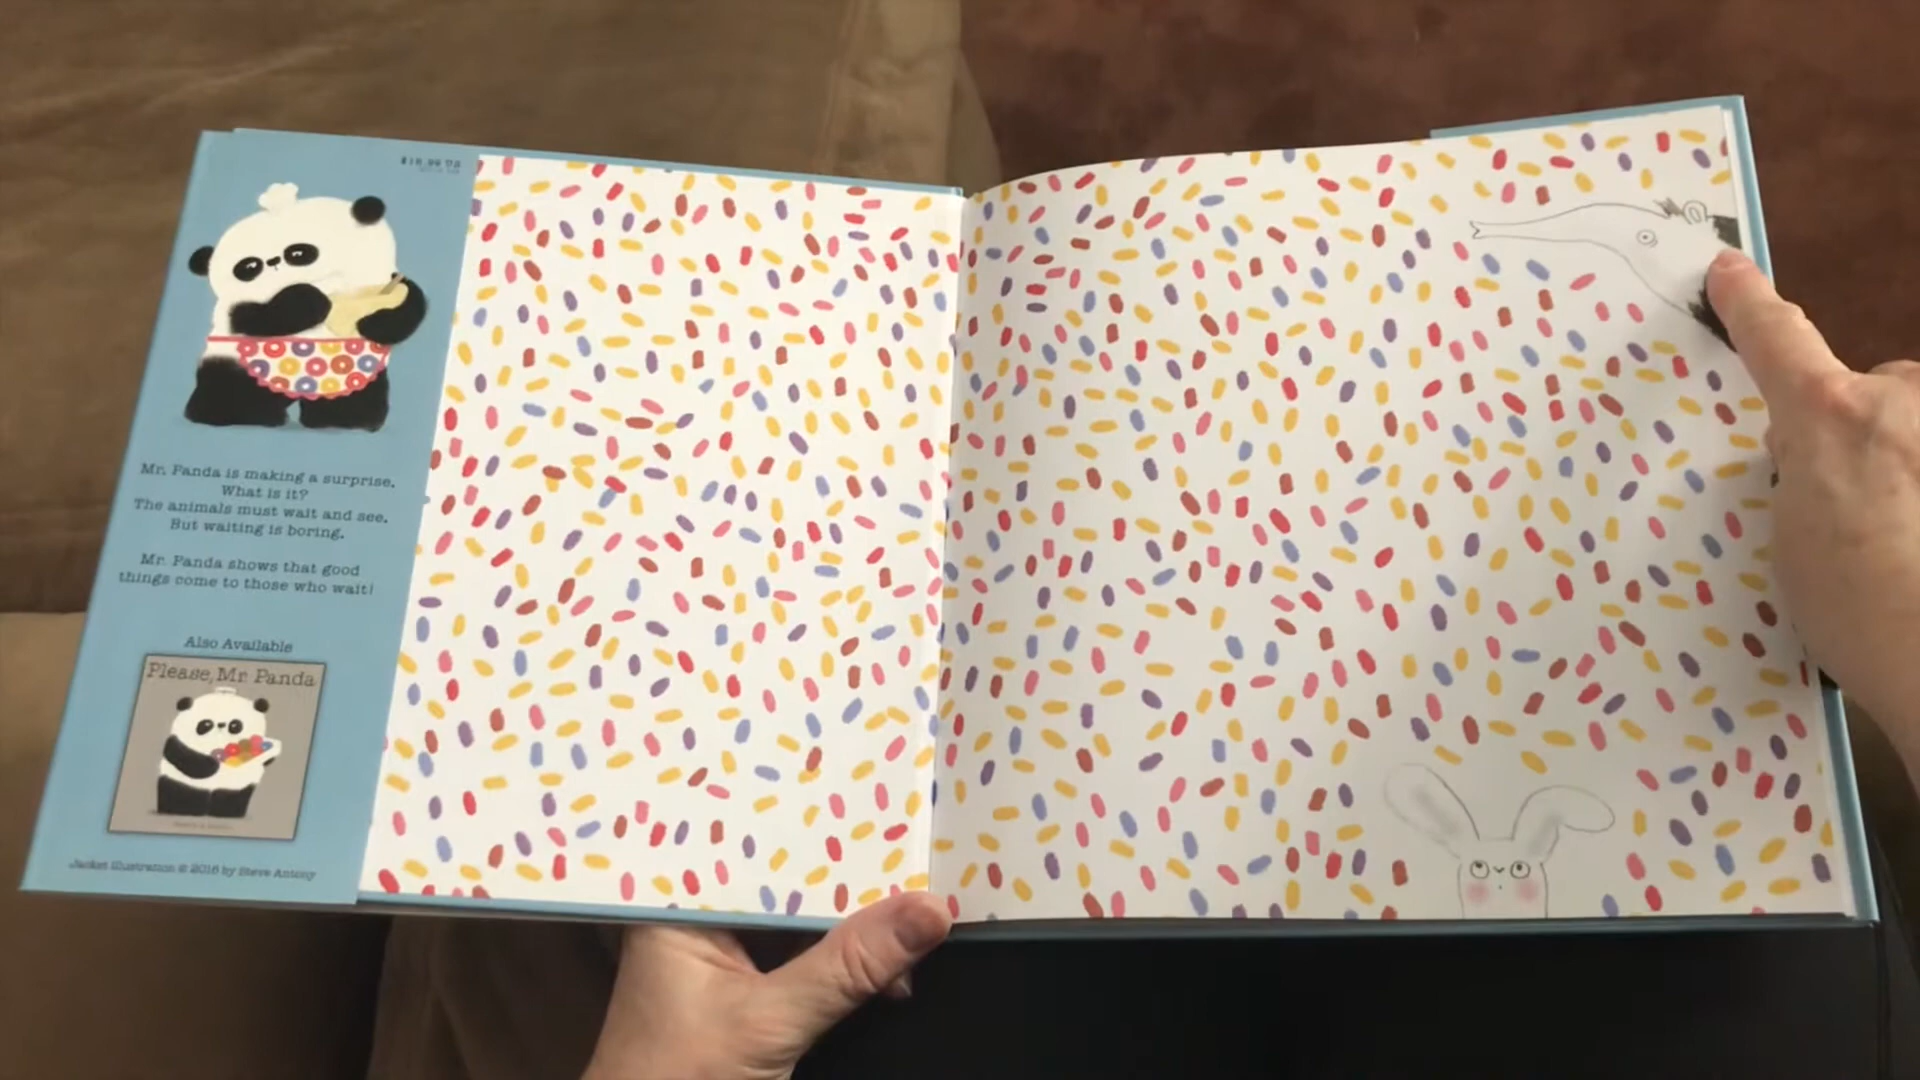 Mr. Panda is making a surprise.
What is it?
The animals must wait and see.
But waiting is boring.
Mr. Panda shows that good
things come to those who wait!
Also Available
Please, Mr. Panda
Jacket illustration © 2016 by Steve Antony